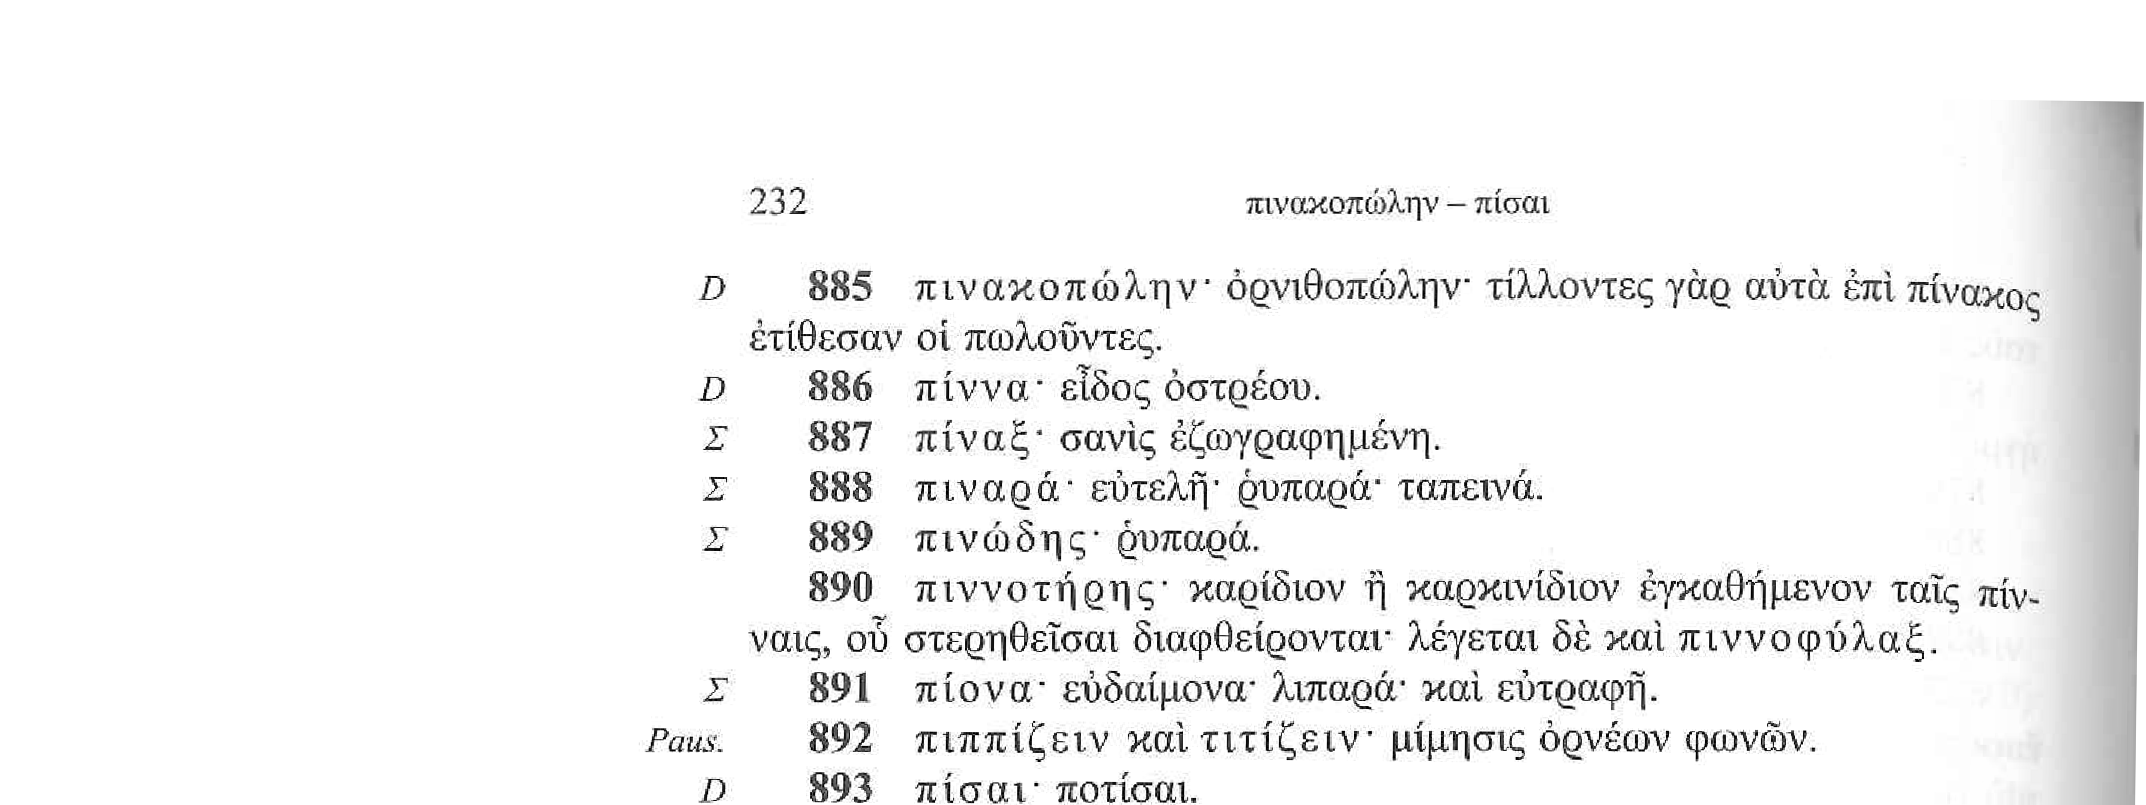 232 πινακοπώλην – πίσαι
D 885 πινακοπώλην· ὀρνιθοπώλην· τίλλοντες γὰρ αὐτὰ ἐπὶ πίνακος
ἐτίθεσαν οἱ πωλοῦντες.
D 886 πίννα· εἶδος ὀστρέου.
Σ 887 πίναξ· σανὶς ἐζωγραφημένη.
Σ 888 πιναρά· εὐτελῆ· ῥυπαρά· ταπεινά.
Σ 889 πινώδης· ῥυπαρά.
890 πιννοτήρης· καρίδιον ἢ καρκινίδιον ἐγκαθήμενον ταῖς πίν-
ναις, οὗ στερηθεῖσαι διαφθείρονται· λέγεται δὲ καὶ πιννοφύλαξ.
Σ 891 πίονα· εὐδαίμονα· λιπαρά· καὶ εὐτραφῆ.
Paus. 892 πιππίζειν καὶ τιτίζειν· μίμησις ὀρνέων φωνῶν.
D 893 πίσαι· ποτίσαι.